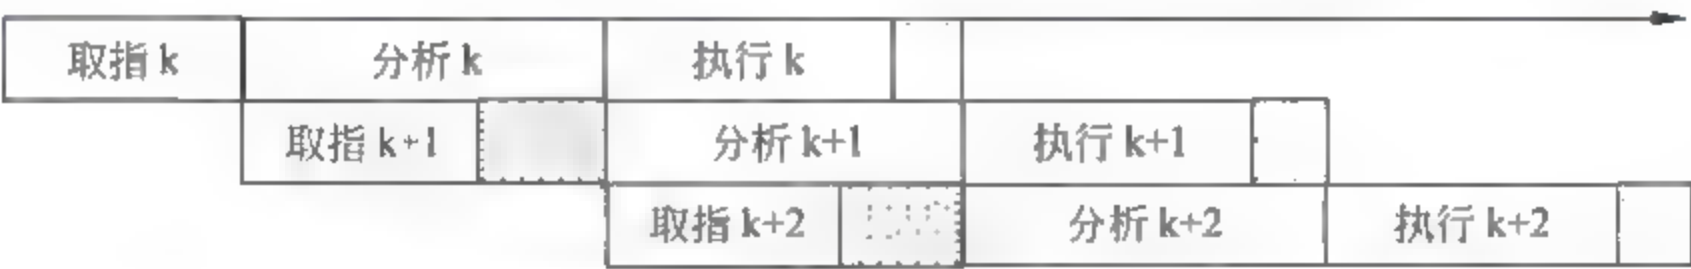 取指 k 分析 k 执行 k
取指 k+1 分析 k+1 执行 k+1
取指 k+2 分析 k+2 执行 k+2